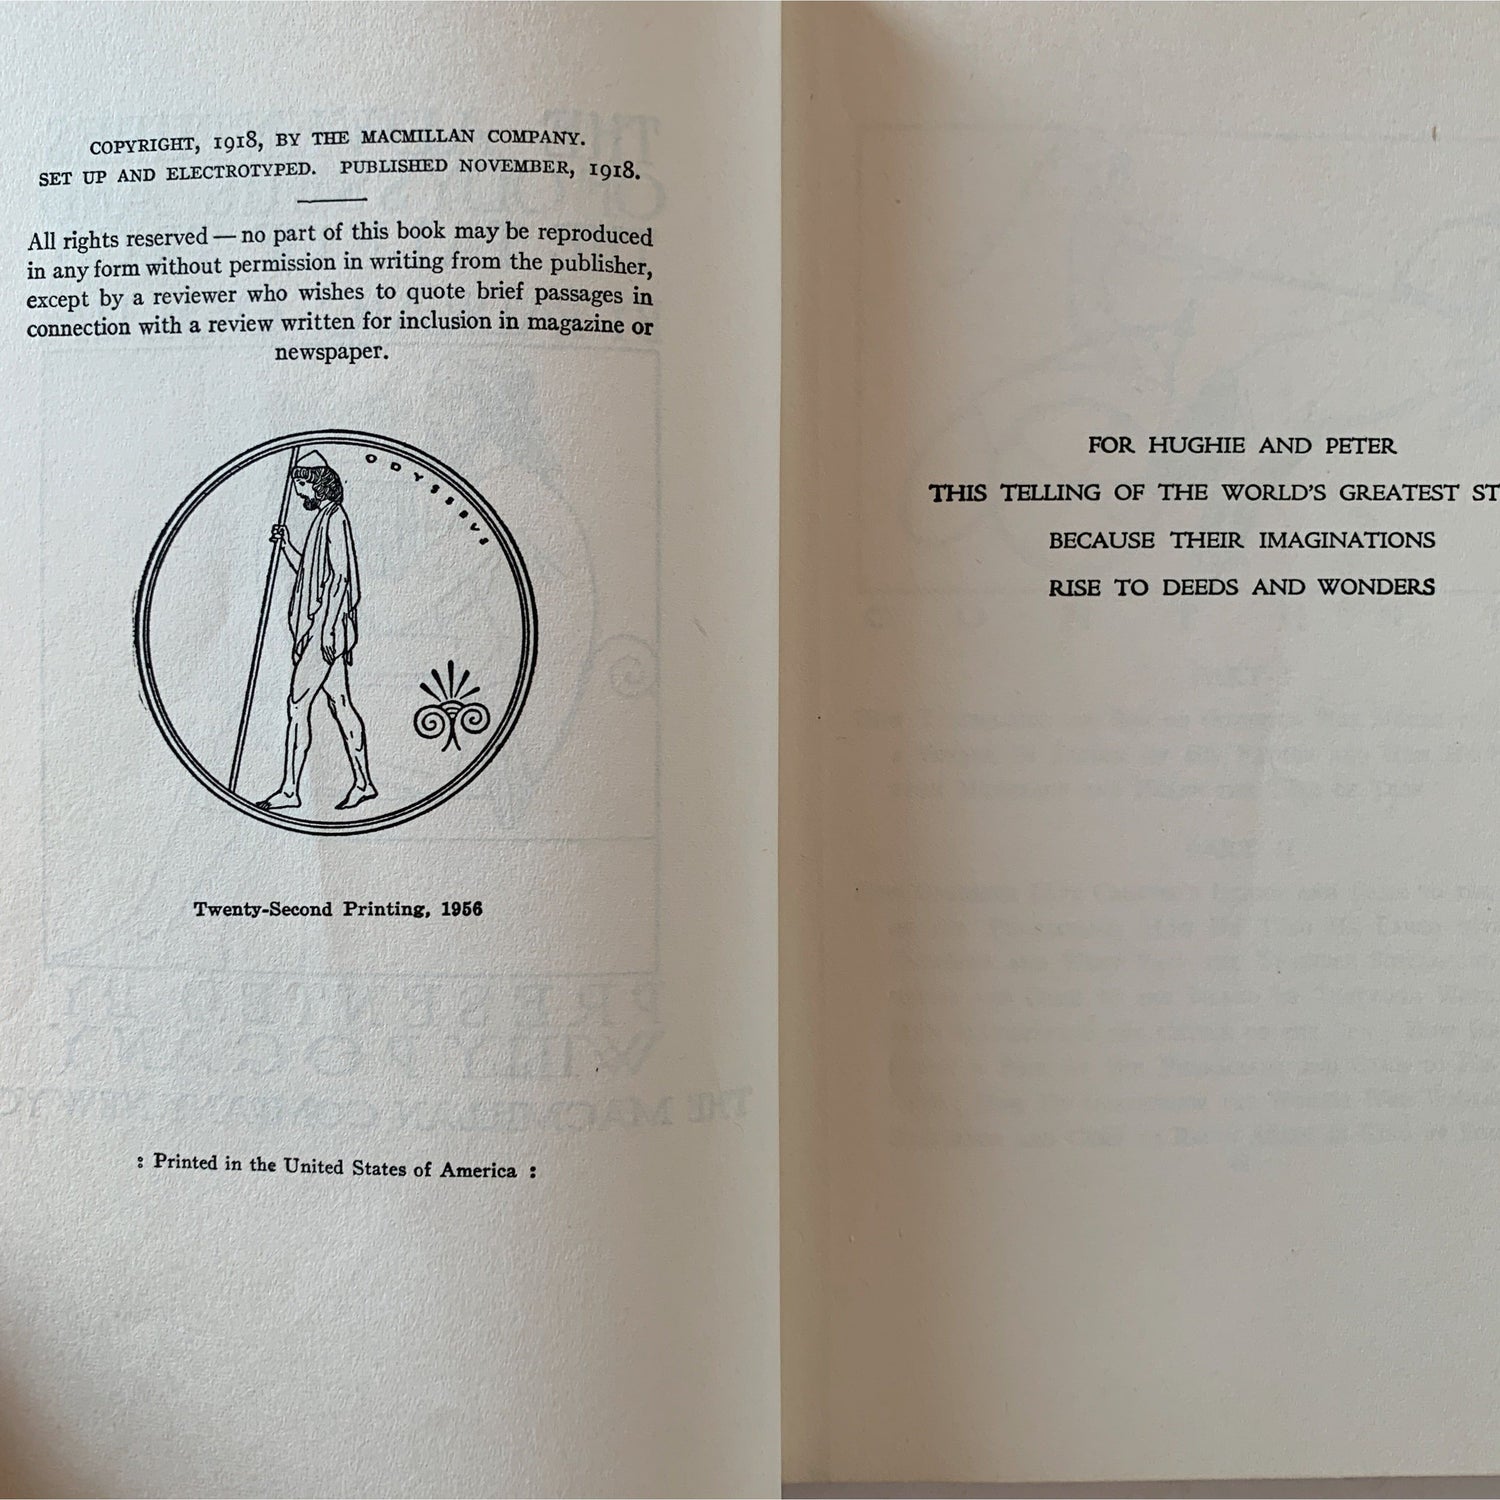 COPYRIGHT, 1918, BY THE MACMILLAN COMPANY.
SET UP AND ELECTROTYPED. PUBLISHED NOVEMBER, 1918.
All rights reserved — no part of this book may be reproduced
in any form without permission in writing from the publisher,
except by a reviewer who wishes to quote brief passages in
connection with a review written for inclusion in magazine or
newspaper.
ODYSSEUS
Twenty-Second Printing, 1956
: Printed in the United States of America :
FOR HUGHIE AND PETER
THIS TELLING OF THE WORLD'S GREATEST ST
BECAUSE THEIR IMAGINATIONS
RISE TO DEEDS AND WONDERS